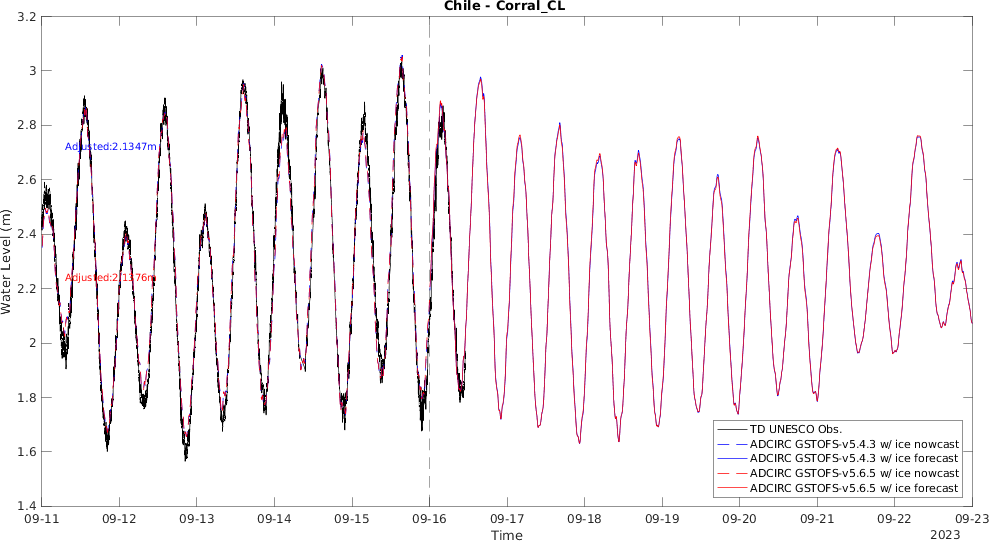 Chile - Corral_CL
3.2
3
2.8
2.6
2.4
2.2
2
1.8
1.6
1.4
Water Level (m)
Adjusted:2.1347m
Adjusted:2.1376m
TD UNESCO Obs.
ADCIRC GSTOFS-v5.4.3 w/ ice nowcast
ADCIRC GSTOFS-v5.4.3 w/ ice forecast
ADCIRC GSTOFS-v5.6.5 w/ ice nowcast
ADCIRC GSTOFS-v5.6.5 w/ ice forecast
09-11 09-12 09-13 09-14 09-15 09-16 09-17 09-18 09-19 09-20 09-21 09-22 09-23
Time
2023